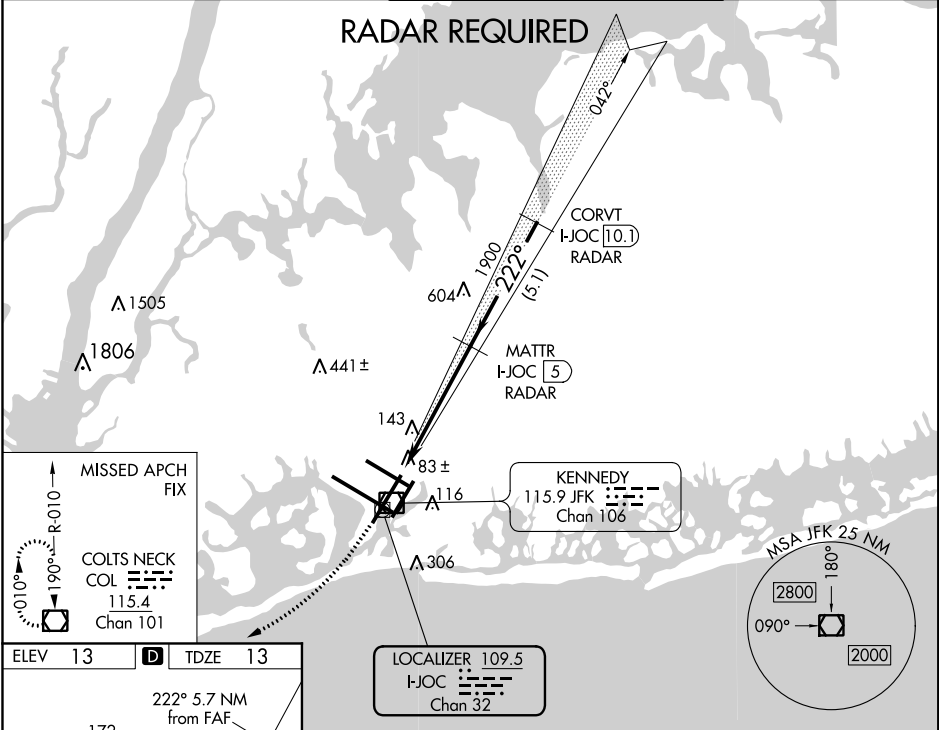 RADAR REQUIRED
042°
CORVT
I-JOC 10.1
RADAR
1900
222°
(5.1)
604
1505
1806
441±
MATTR
I-JOC 5
RADAR
143
83±
116
306
MISSED APCH
FIX
R-010
190°
010°
COLTS NECK
COL
115.4
Chan 101
KENNEDY
115.9 JFK
Chan 106
MSA JFK 25 NM
180°
2800
090°
2000
LOCALIZER 109.5
I-JOC
Chan 32
ELEV 13 D TDZE 13
222° 5.7 NM
from FAF